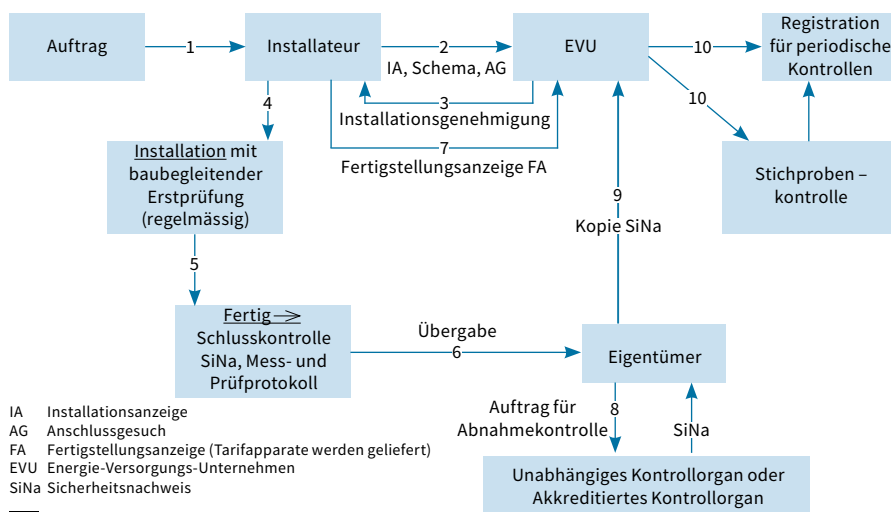 Auftrag
1
Installateur
2
IA, Schema, AG
EVU
10
Registration
für periodische
Kontrollen
3
Installationsgenehmigung
7
Fertigstellungsanzeige FA
4
10
Installation mit
baubegleitender
Erstprüfung
(regelmässig)
Stichproben –
kontrolle
9
Kopie SiNa
5
Fertig
Schlusskontrolle
SiNa, Mess- und
Prüfprotokoll
Übergabe
6
Eigentümer
Auftrag für
Abnahmekontrolle
8
SiNa
Unabhängiges Kontrollorgan oder
Akkreditiertes Kontrollorgan
IA Installationsanzeige
AG Anschlussgesuch
FA Fertigstellungsanzeige (Tarifapparate werden geliefert)
EVU Energie-Versorgungs-Unternehmen
SiNa Sicherheitsnachweis